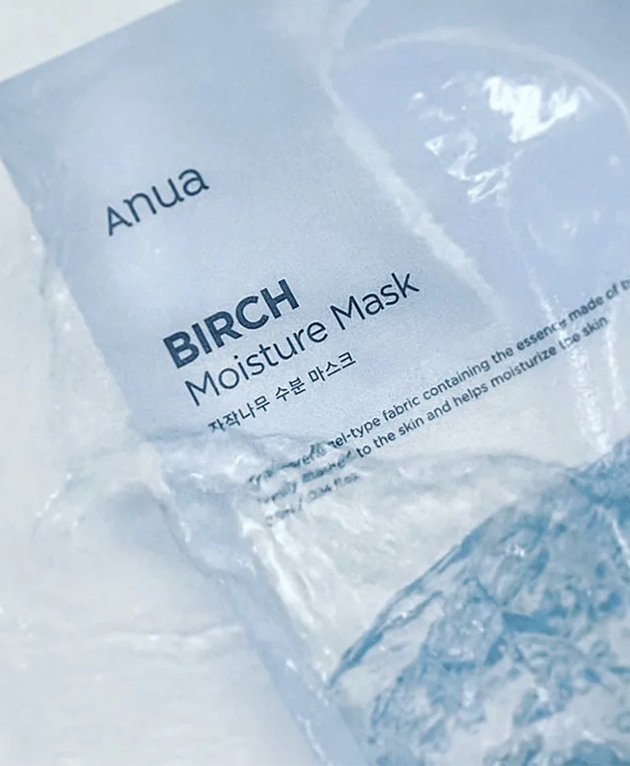 Anua
BIRCH
Moisture Mask
자작나무 수분 마스크
gel-type fabric containing the essence made of
to the skin and helps moisturize the skin